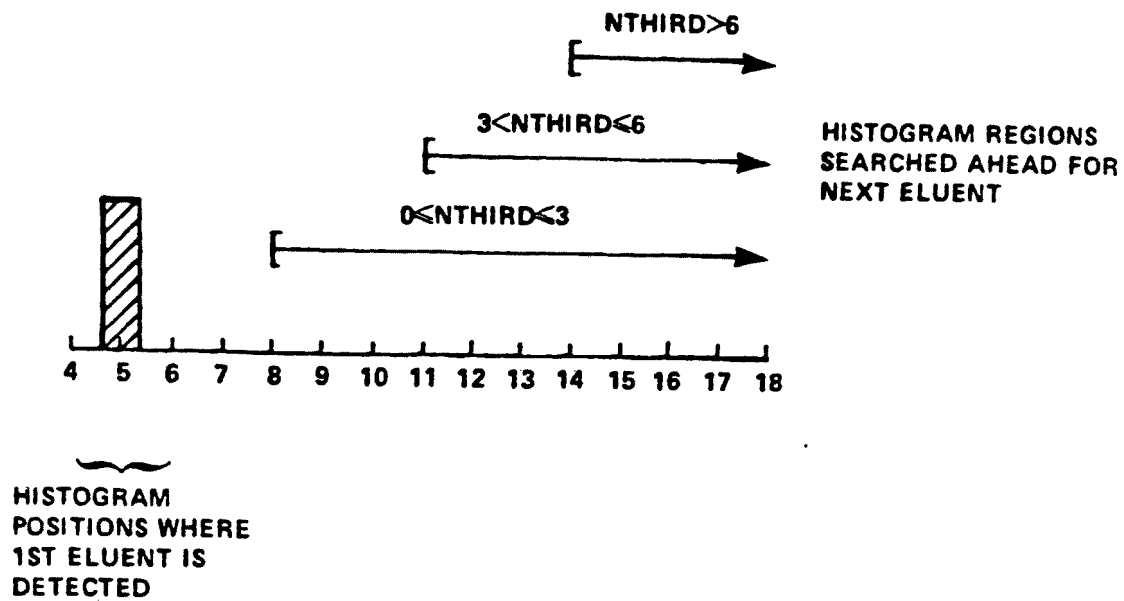 NTHIRD>6
3<NTHIRD≤6
HISTOGRAM REGIONS
SEARCHED AHEAD FOR
NEXT ELUENT
0≤NTHIRD≤3
4 5 6 7 8 9 10 11 12 13 14 15 16 17 18
HISTOGRAM
POSITIONS WHERE
1ST ELUENT IS
DETECTED